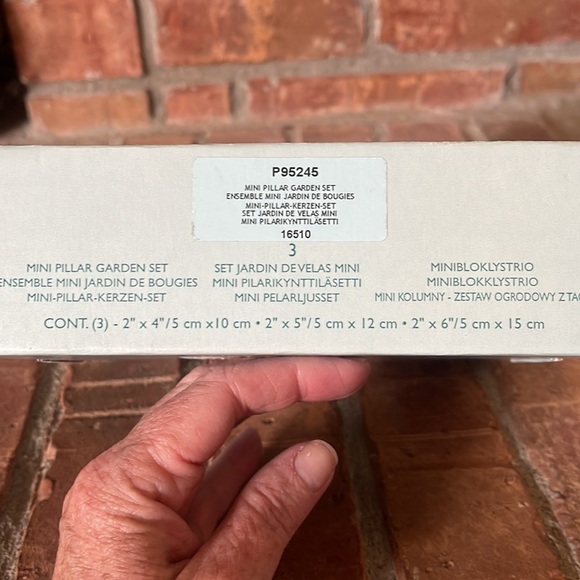 P95245
MINI PILLAR GARDEN SET
ENSEMBLE MINI JARDIN DE BOUGIES
MINI-PILLAR-KERZEN-SET
SET JARDIN DE VELAS MINI
MINI PILARIKYNTTILÄSETTI
16510
3
MINI PILLAR GARDEN SET
ENSEMBLE MINI JARDIN DE BOUGIES
MINI-PILLAR-KERZEN-SET
SET JARDIN DE VELAS MINI
MINI PILARIKYNTTILÄSETTI
MINI PELARLJUSSET
MINIBLOKLYSTRIO
MINIBLOKKLYSTRIO
MINI KOLUMNY - ZESTAW OGRODOWY Z
CONT. (3) - 2" x 4"/5 cm x10 cm • 2" x 5"/5 cm x 12 cm • 2" x 6"/5 cm x 15 cm